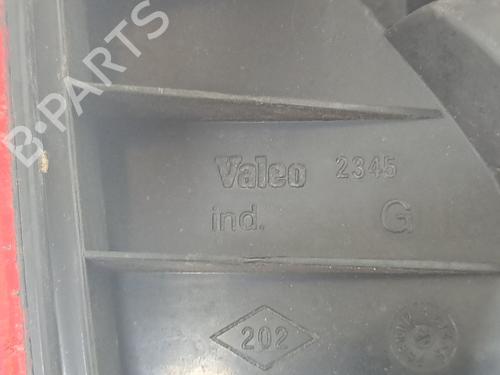 B-PARTS
Valeo 2345
ind. G
202